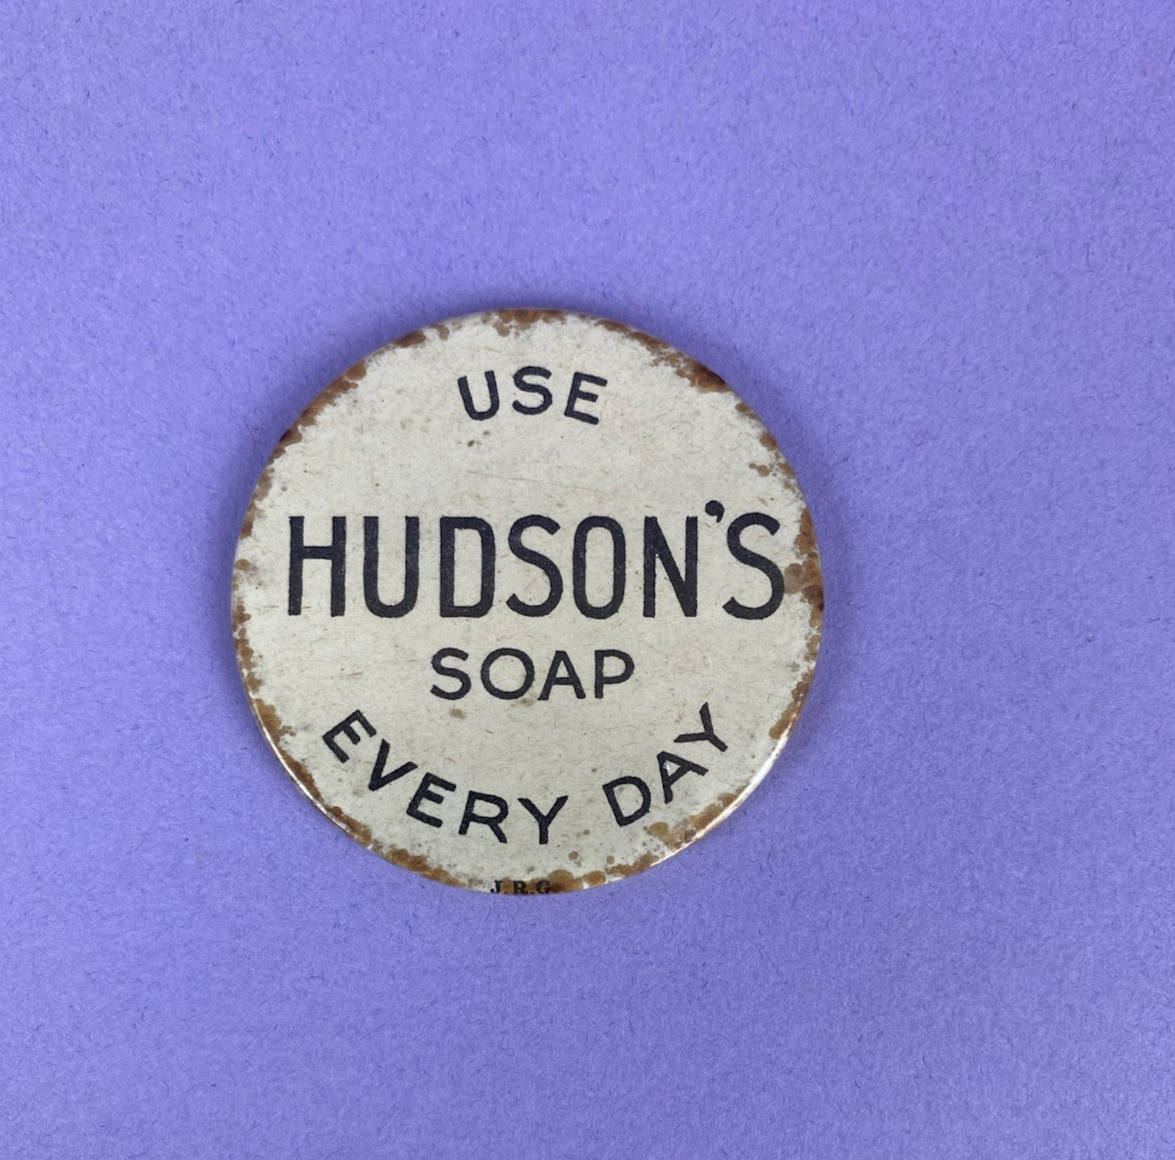 USE
HUDSON'S
SOAP
EVERY DAY
J.R.G.